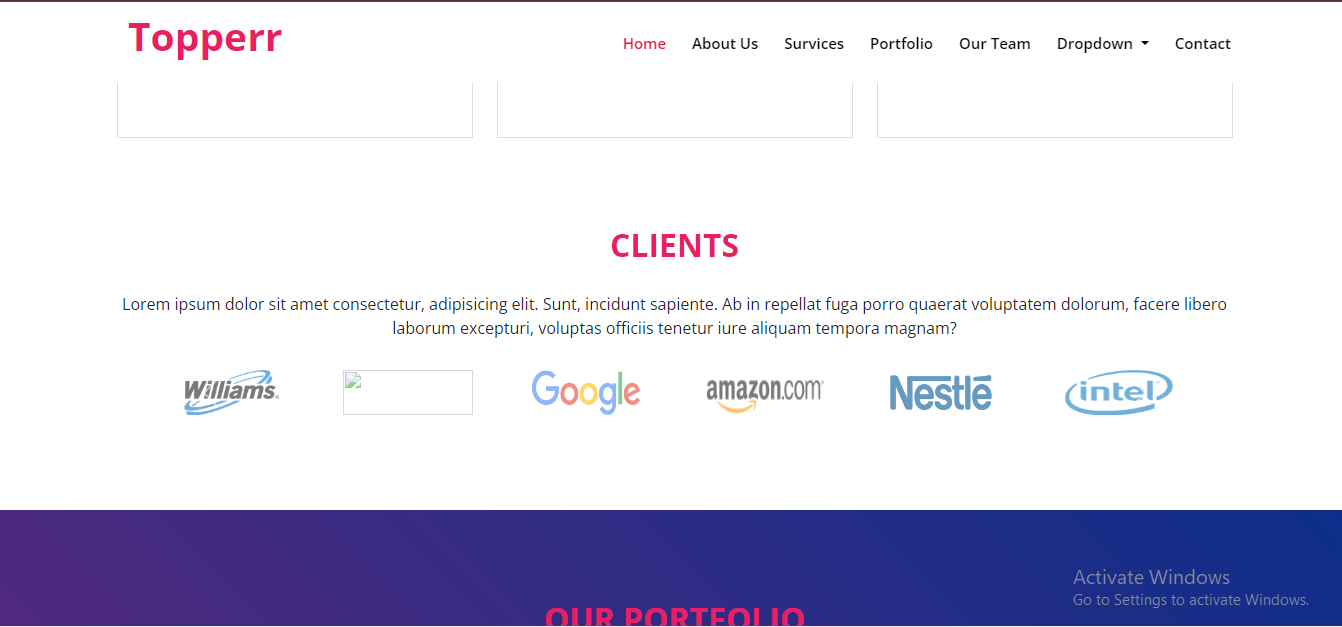 Topperr
Home About Us Survices Portfolio Our Team Dropdown Contact
CLIENTS
Lorem ipsum dolor sit amet consectetur, adipisicing elit. Sunt, incidunt sapiente. Ab in repellat fuga porro quaerat voluptatem dolorum, facere libero
laborum excepturi, voluptas officiis tenetur iure aliquam tempora magnam?
Williams
Google
amazon.com
Nestlé
intel
Activate Windows
Go to Settings to activate Windows.
OUR PORTFOLIO